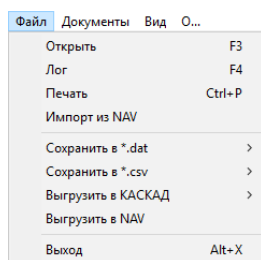 Файл Документы Вид О...
Открыть F3
Лог F4
Печать Ctrl+P
Импорт из NAV
Сохранить в *.dat >
Сохранить в *.csv >
Выгрузить в КАСКАД >
Выгрузить в NAV
Выход Alt+X